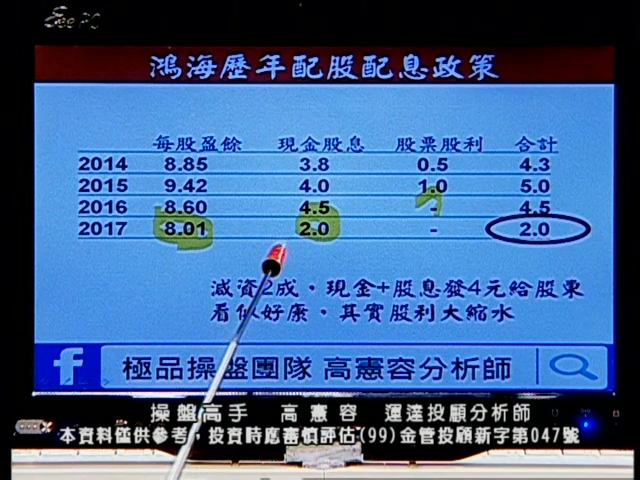 Eee PC
鴻海歷年配股配息政策
每股盈餘 現金股息 股票股利 合計
2014 8.85 3.8 0.5 4.3
2015 9.42 4.0 1.0 5.0
2016 8.60 4.5 - 4.5
2017 8.01 2.0 - 2.0
減資2成，現金+股息發4元給股東
看似好康，其實股利大縮水
f 極品操盤團隊 高憲容分析師
操盤高手 高憲容 運達投顧分析師
本資料僅供參考，投資時應審慎評估(99)金管投顧新字第047號